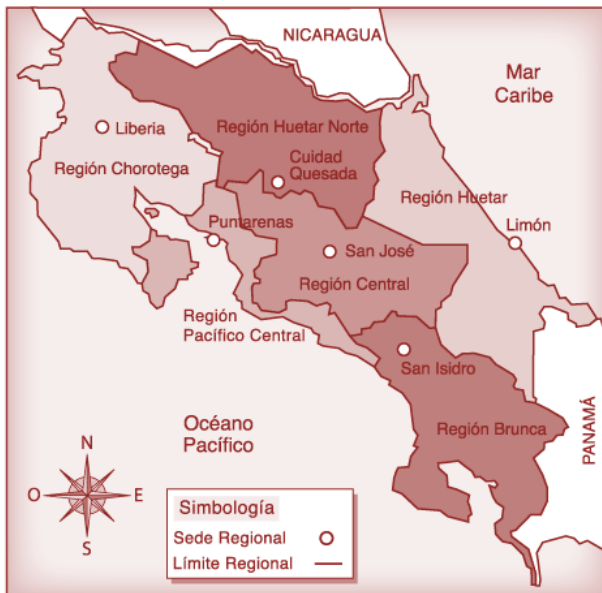 NICARAGUA
Mar
Caribe
Región Huetar Norte
Liberia
Cuidad
Quesada
Región Chorotega
Región Huetar
Puntarenas
Limón
San José
Región Central
Región
Pacífico Central
San Isidro
Océano
Pacífico
Región Brunca
PANAMÁ
N
O
E
S
Simbología
Sede Regional
Límite Regional